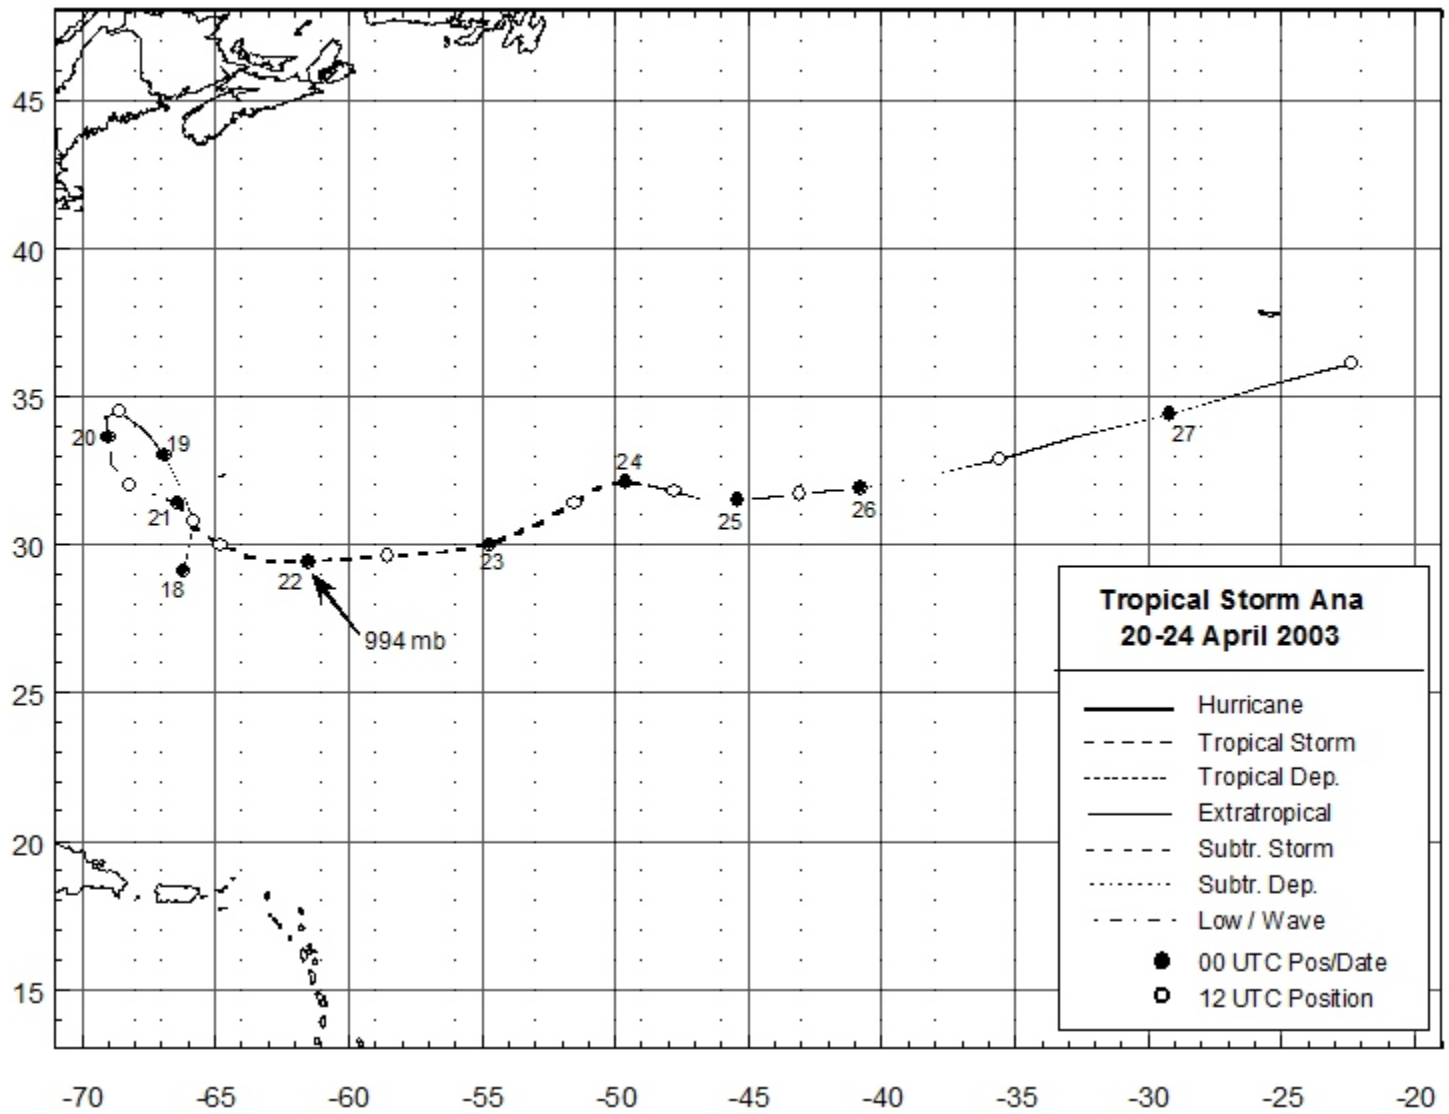 45
40
35
30
25
20
15
20
19
21
18
22
994 mb
23
24
25
26
27
Tropical Storm Ana
20-24 April 2003
Hurricane
Tropical Storm
Tropical Dep.
Extratropical
Subtr. Storm
Subtr. Dep.
Low / Wave
00 UTC Pos/Date
12 UTC Position
-70 -65 -60 -55 -50 -45 -40 -35 -30 -25 -20